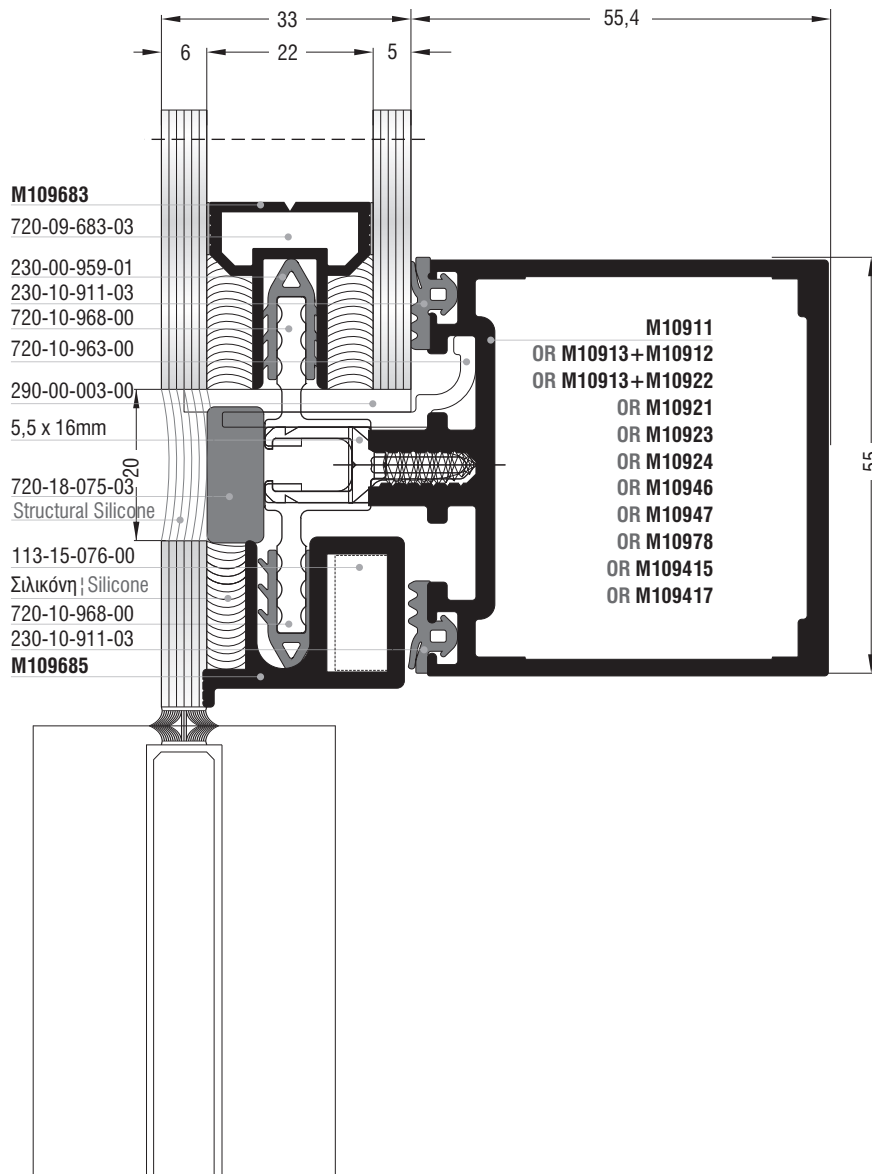 33
55,4
6
22
5
M109683
720-09-683-03
230-00-959-01
230-10-911-03
720-10-968-00
720-10-963-00
290-00-003-00
5,5 x 16mm
20
720-18-075-03
Structural Silicone
113-15-076-00
Σιλικόνη ¦ Silicone
720-10-968-00
230-10-911-03
M109685
M10911
OR M10913+M10912
OR M10913+M10922
OR M10921
OR M10923
OR M10924
OR M10946
OR M10947
OR M10978
OR M109415
OR M109417
55